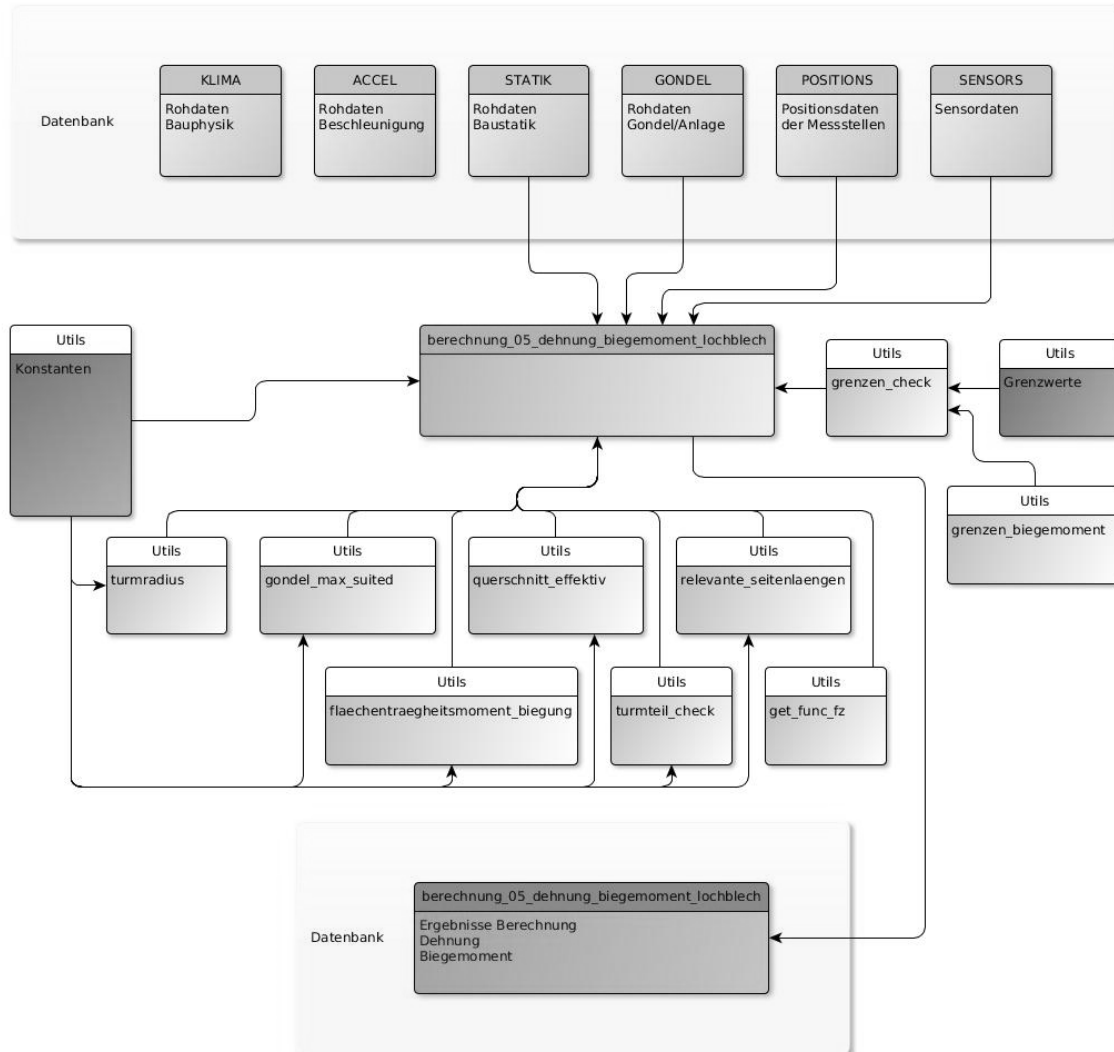 KLIMA
Rohdaten
Bauphysik
ACCEL
Rohdaten
Beschleunigung
STATIK
Rohdaten
Baustatik
GONDEL
Rohdaten
Gondel/Anlage
POSITIONS
Positionsdaten
der Messstellen
SENSORS
Sensordaten
Datenbank
Utils
Konstanten
berechnung_05_dehnung_biegemoment_lochblech
Utils
grenzen_check
Utils
Grenzwerte
Utils
grenzen_biegemoment
Utils
turmradius
Utils
gondel_max_suited
Utils
querschnitt_effektiv
Utils
relevante_seitenlaengen
Utils
flaechentraegheitsmoment_biegung
Utils
turmteil_check
Utils
get_func_fz
Datenbank
berechnung_05_dehnung_biegemoment_lochblech
Ergebnisse Berechnung
Dehnung
Biegemoment